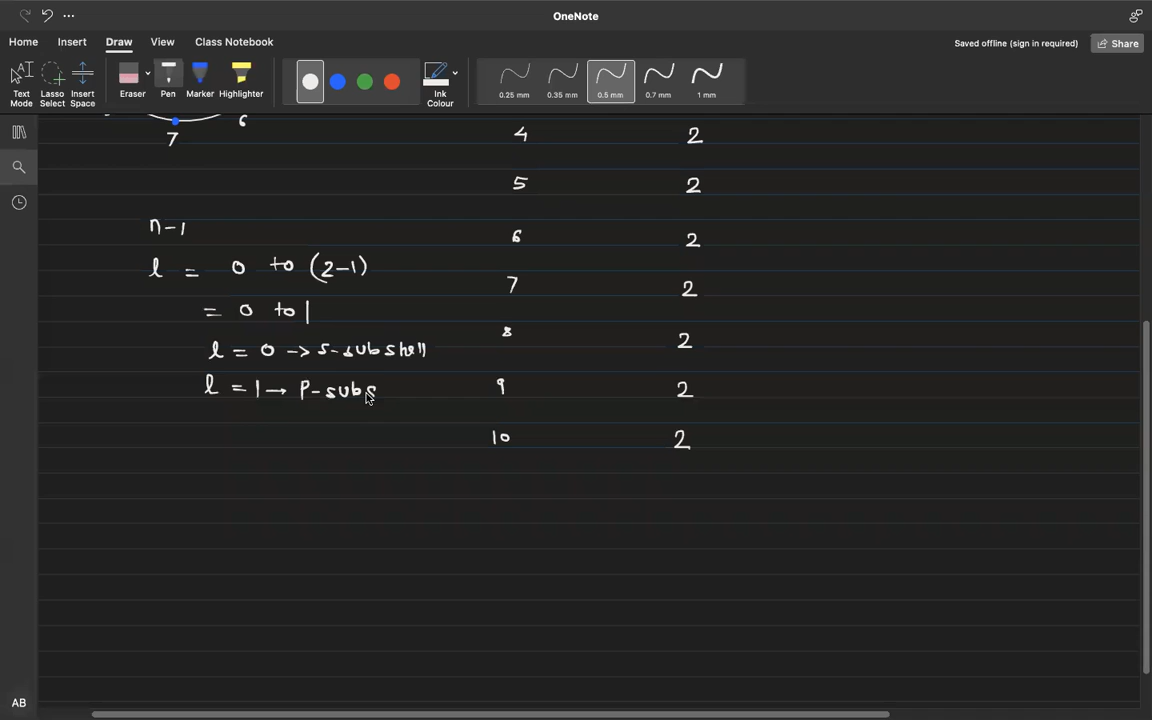 OneNote
Home Insert Draw View Class Notebook
Saved offline (sign in required)
Share
Text Mode
Lasso Select
Insert Space
Eraser
Pen
Marker
Highlighter
Ink Colour
0.25 mm
0.35 mm
0.5 mm
0.7 mm
1 mm
7 6
4 2
5 2
n-1
6 2
l = 0 to (2-1)
7 2
= 0 to 1
8 2
l = 0 -> s-subshell
9 2
l = 1 → P-subs
10 2
AB